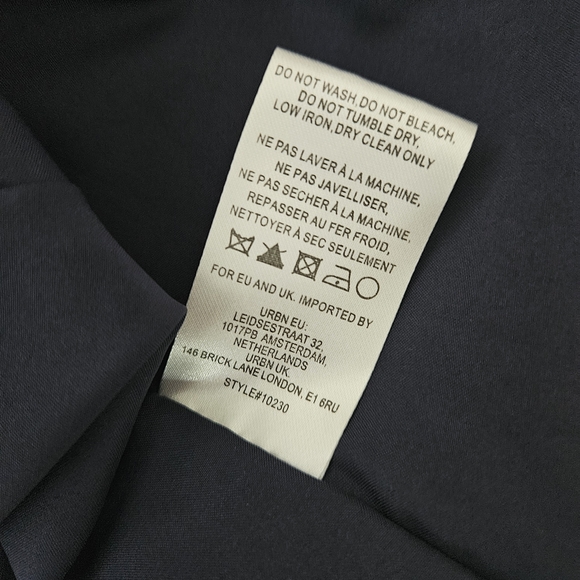 DO NOT WASH,DO NOT BLEACH,
DO NOT TUMBLE DRY,
LOW IRON,DRY CLEAN ONLY
NE PAS LAVER À LA MACHINE,
NE PAS JAVELLISER,
NE PAS SECHER À LA MACHINE,
REPASSER AU FER FROID,
NETTOYER À SEC SEULEMENT
FOR EU AND UK. IMPORTED BY
URBN EU:
LEIDSESTRAAT 32,
1017PB AMSTERDAM,
NETHERLANDS
URBN UK.
146 BRICK LANE LONDON, E1 6RU
STYLE#10230